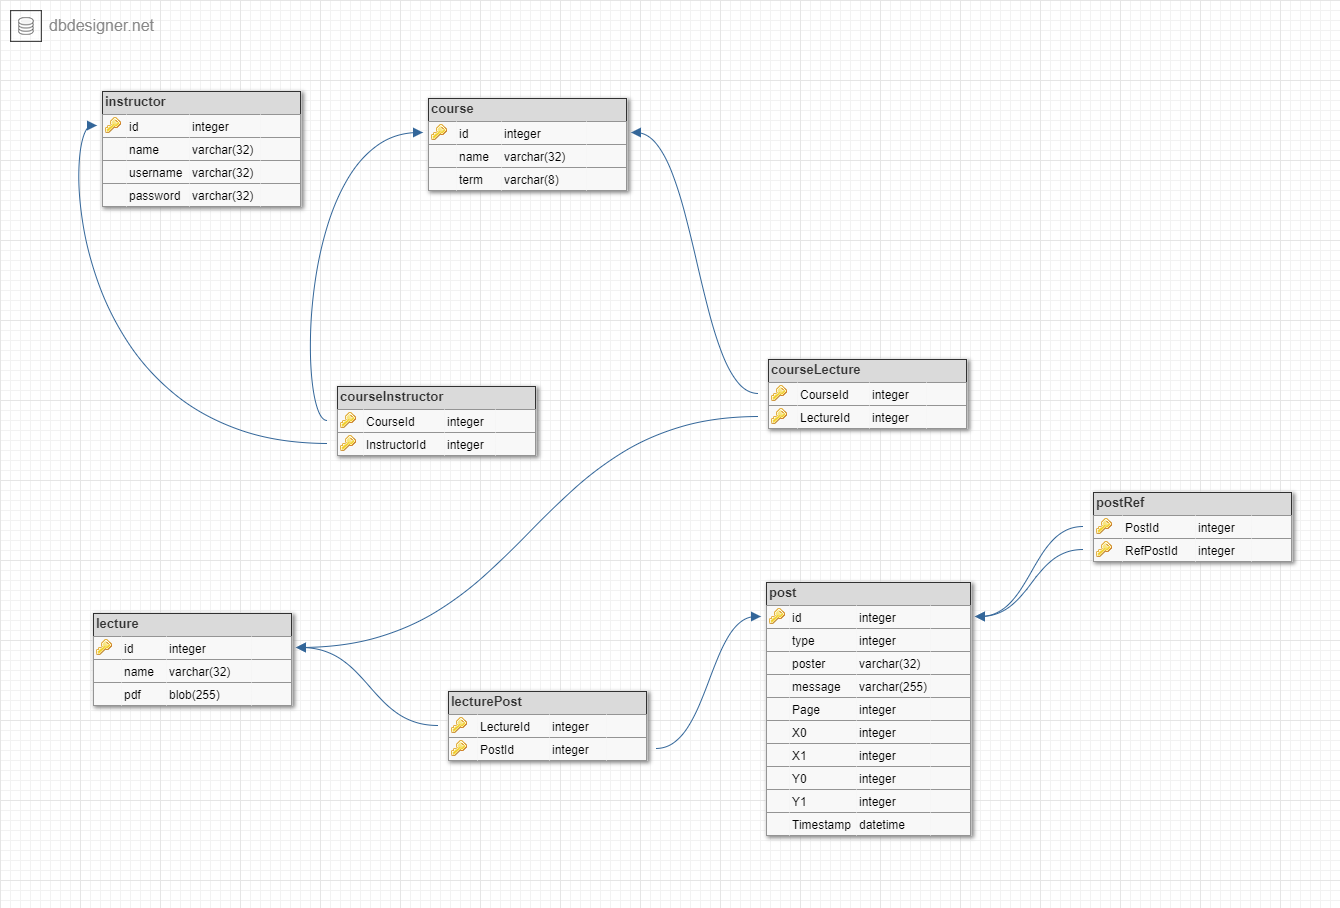 dbdesigner.net
instructor
id integer
name varchar(32)
username varchar(32)
password varchar(32)
course
id integer
name varchar(32)
term varchar(8)
courseInstructor
CourseId integer
InstructorId integer
courseLecture
CourseId integer
LectureId integer
postRef
PostId integer
RefPostId integer
lecture
id integer
name varchar(32)
pdf blob(255)
lecturePost
LectureId integer
PostId integer
post
id integer
type integer
poster varchar(32)
message varchar(255)
Page integer
X0 integer
X1 integer
Y0 integer
Y1 integer
Timestamp datetime